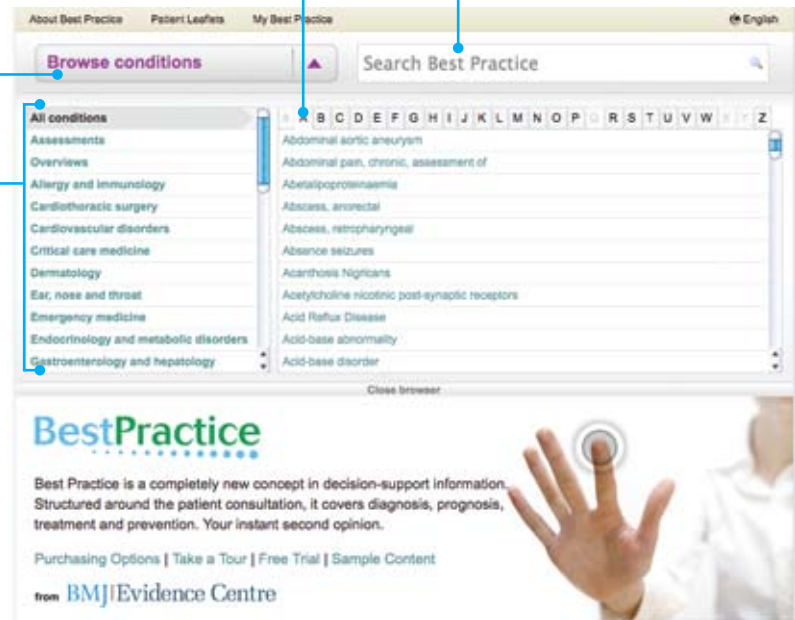 About Best Practice Patient Leaflets My Best Practice English
Browse conditions Search Best Practice
All conditions A B C D E F G H I J K L M N O P Q R S T U V W X Y Z
Assessments Abdominal aortic aneurysm
Overviews Abdominal pain, chronic, assessment of
Allergy and immunology Abetalipoproteinaemia
Cardiothoracic surgery Abscess, anorectal
Cardiovascular disorders Abscess, retropharyngeal
Critical care medicine Absence seizures
Dermatology Acanthosis Nigricans
Ear, nose and throat Acetylcholine nicotinic post-synaptic receptors
Emergency medicine Acid Reflux Disease
Endocrinology and metabolic disorders Acid-base abnormality
Gastroenterology and hepatology Acid-base disorder
Close browser
BestPractice
Best Practice is a completely new concept in decision-support information.
Structured around the patient consultation, it covers diagnosis, prognosis,
treatment and prevention. Your instant second opinion.
Purchasing Options | Take a Tour | Free Trial | Sample Content
from BMJ|Evidence Centre